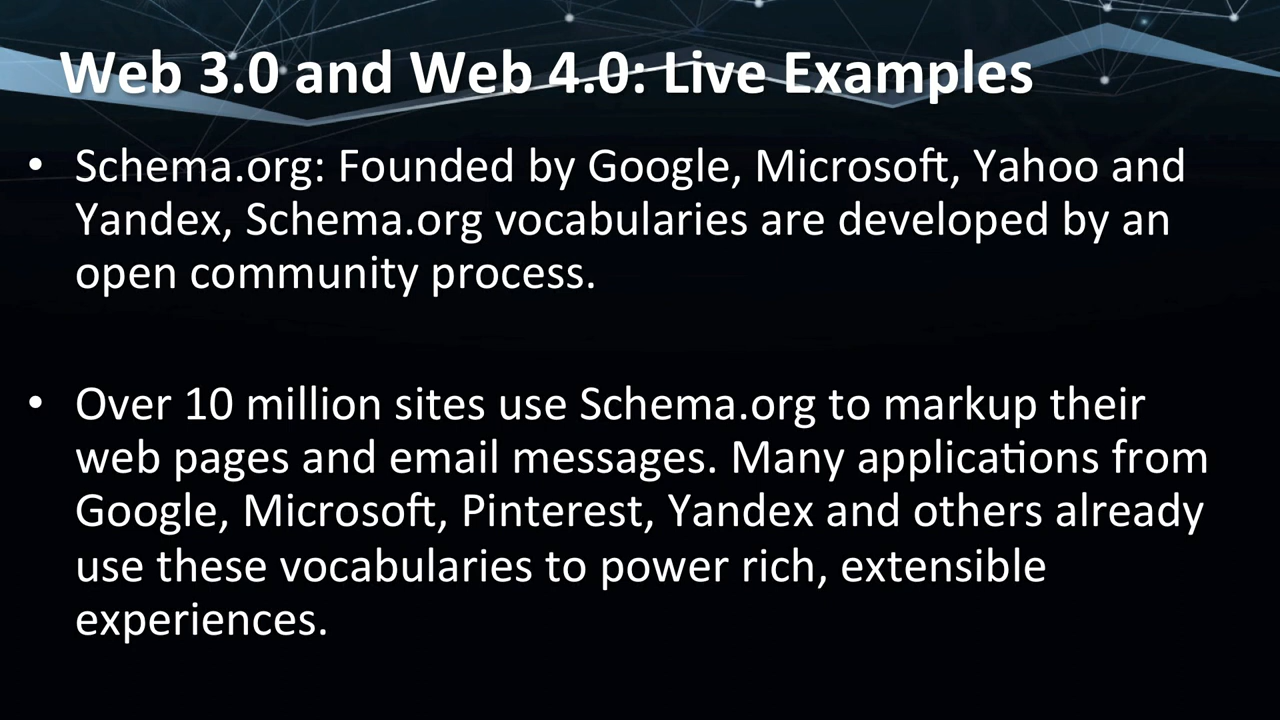 Web 3.0 and Web 4.0: Live Examples
• Schema.org: Founded by Google, Microsoft, Yahoo and
Yandex, Schema.org vocabularies are developed by an
open community process.
• Over 10 million sites use Schema.org to markup their
web pages and email messages. Many applications from
Google, Microsoft, Pinterest, Yandex and others already
use these vocabularies to power rich, extensible
experiences.